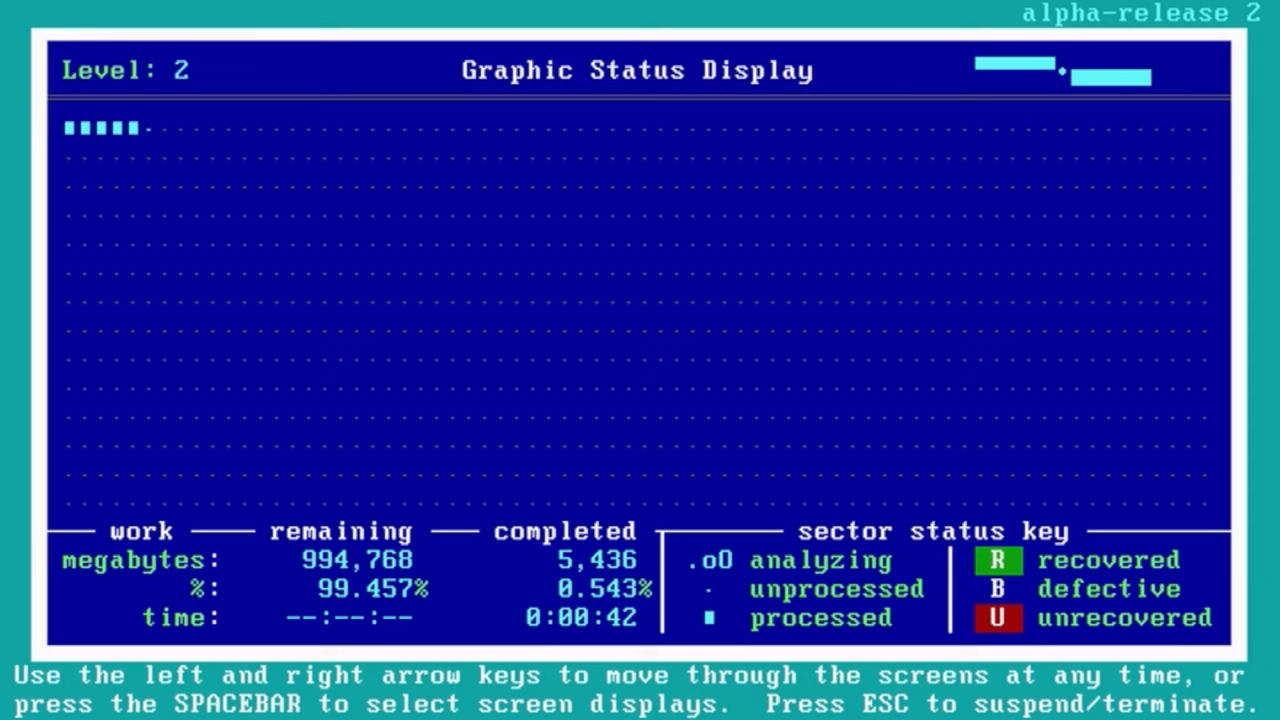 alpha-release 2
Level: 2 Graphic Status Display
work remaining completed sector status key
megabytes: 994,768 5,436 .oO analyzing R recovered
%: 99.457% 0.543% unprocessed B defective
time: --:--:-- 0:00:42 processed U unrecovered
Use the left and right arrow keys to move through the screens at any time, or
press the SPACEBAR to select screen displays. Press ESC to suspend/terminate.